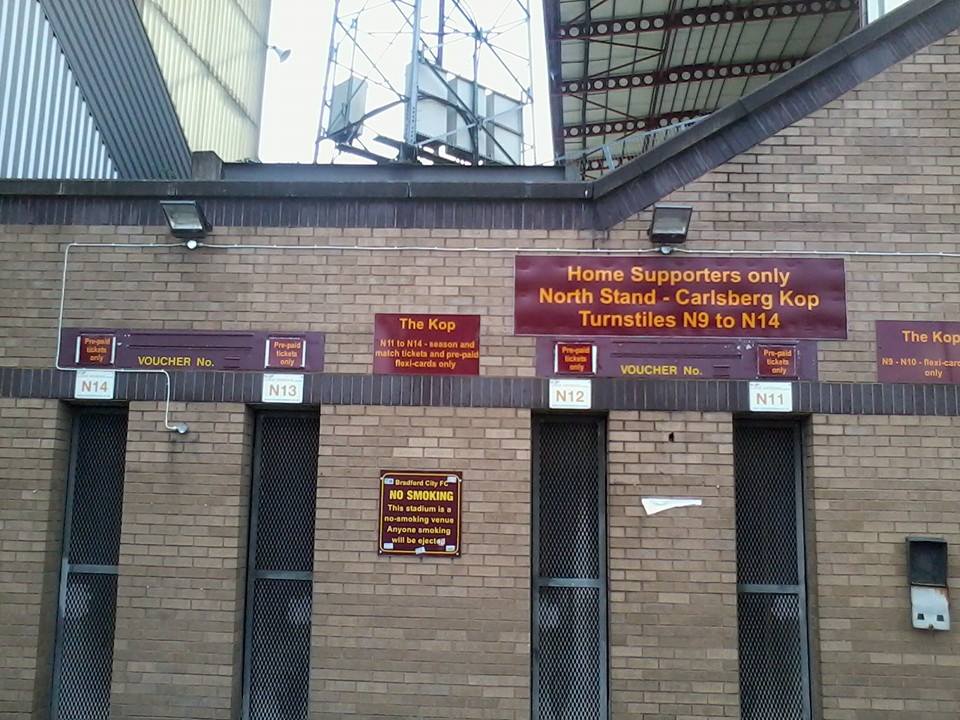 Home Supporters only
North Stand - Carlsberg Kop
Turnstiles N9 to N14
The Kop
N11 to N14 - season and
match tickets and pre-paid
flexi-cards only
The Kop
N9 - N10 - flexi-card
only
Pre-paid
tickets
only
VOUCHER No.
Pre-paid
tickets
only
Pre-paid
tickets
only
VOUCHER No.
Pre-paid
tickets
only
N14
N13
N12
N11
Bradford City FC
NO SMOKING
This stadium is a
no-smoking venue
Anyone smoking
will be ejected